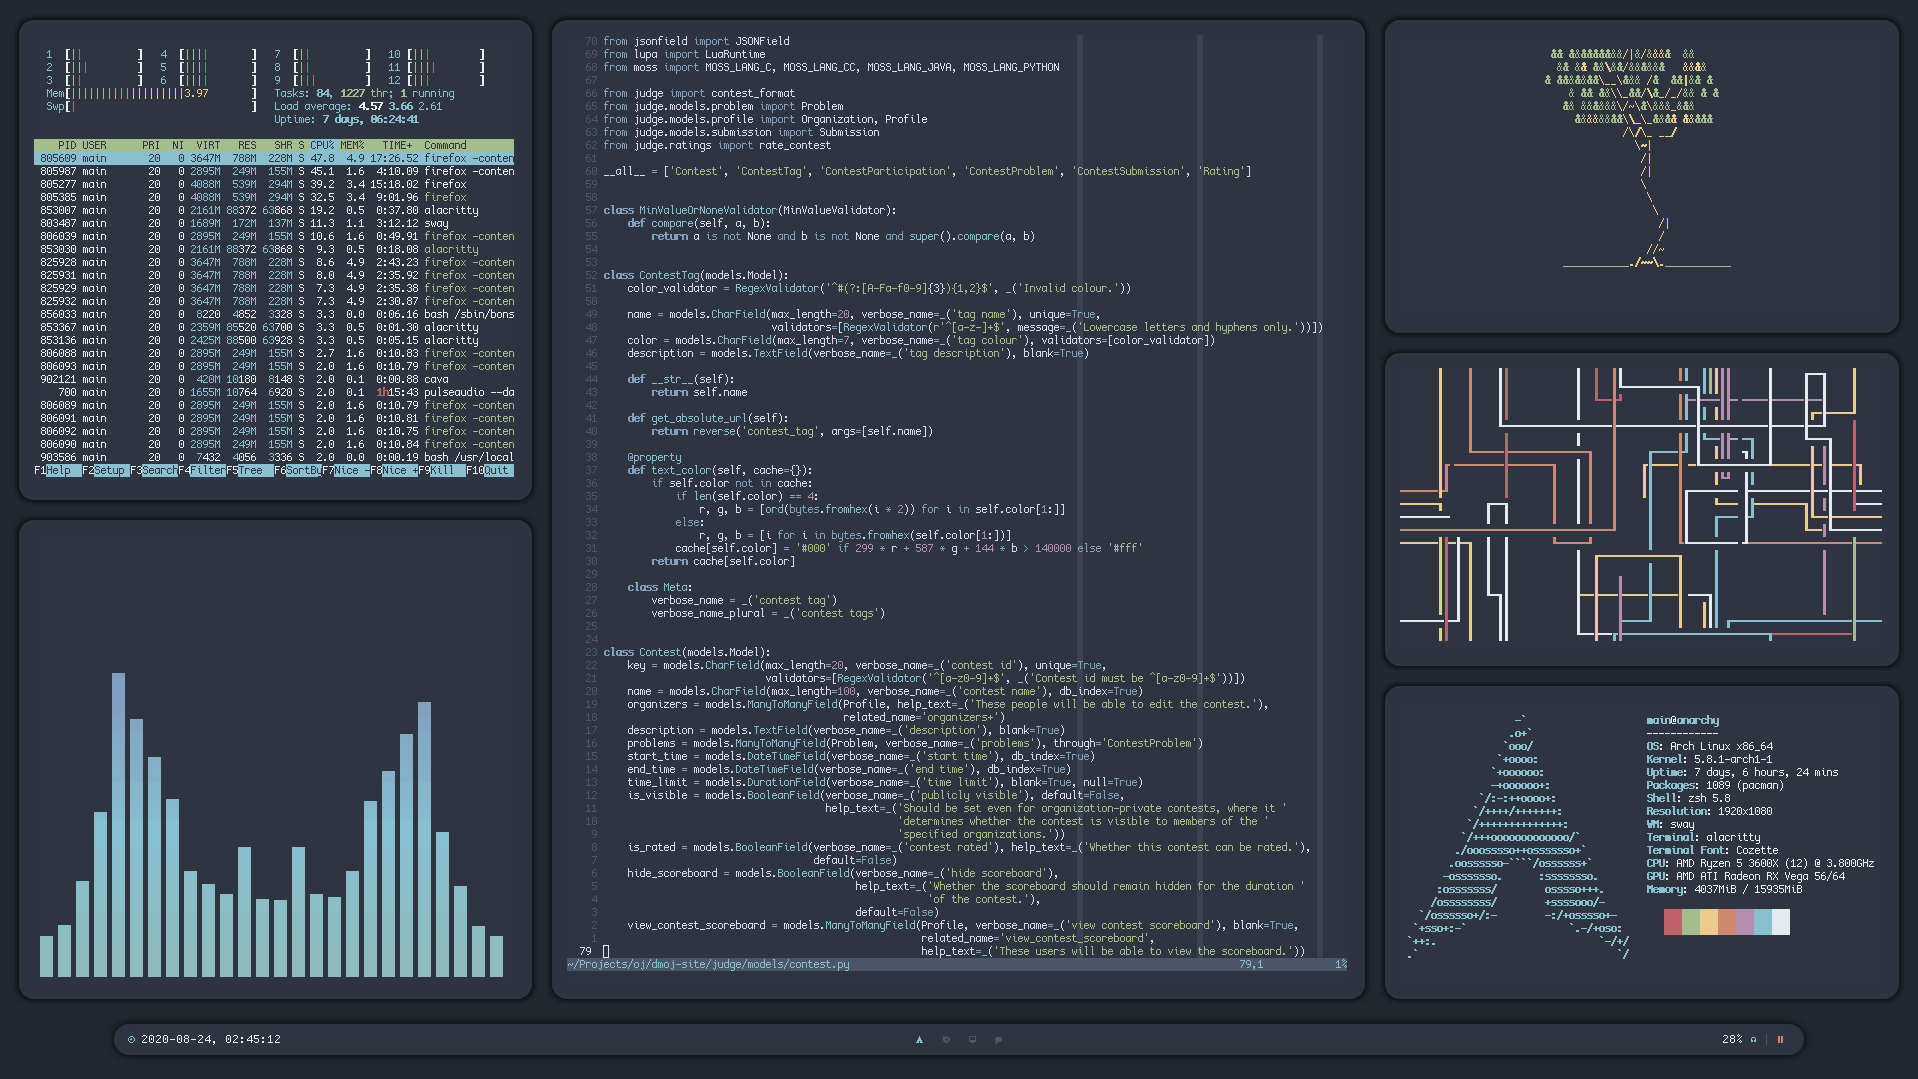 1 [|| ] 4 [|||| ] 7 [|| ] 10 [||| ]
2 [||| ] 5 [|||| ] 8 [|| ] 11 [|||| ]
3 [|| ] 6 [|||| ] 9 [||| ] 12 [||| ]
Mem[|||||||||||||||||||3.97 ] Tasks: 84, 1227 thr; 1 running
Swp[| ] Load average: 4.57 3.66 2.61
Uptime: 7 days, 06:24:41
PID USER PRI NI VIRT RES SHR S CPU% MEM% TIME+ Command
805609 main 20 0 3647M 788M 228M S 47.8 4.9 17:26.52 firefox -conten
805987 main 20 0 2895M 249M 155M S 45.1 1.6 4:10.09 firefox -conten
805277 main 20 0 4088M 539M 294M S 39.2 3.4 15:18.02 firefox
805385 main 20 0 4088M 539M 294M S 32.5 3.4 9:01.96 firefox
853007 main 20 0 2161M 88372 63868 S 19.2 0.5 0:37.80 alacritty
803487 main 20 0 1689M 172M 137M S 11.3 1.1 3:12.12 sway
806039 main 20 0 2895M 249M 155M S 10.6 1.6 0:49.91 firefox -conten
853030 main 20 0 2161M 88372 63868 S 9.3 0.5 0:18.08 alacritty
825928 main 20 0 3647M 788M 228M S 8.6 4.9 2:43.23 firefox -conten
825931 main 20 0 3647M 788M 228M S 8.0 4.9 2:35.92 firefox -conten
825929 main 20 0 3647M 788M 228M S 7.3 4.9 2:35.38 firefox -conten
825932 main 20 0 3647M 788M 228M S 7.3 4.9 2:30.87 firefox -conten
856033 main 20 0 8220 4852 3328 S 3.3 0.0 0:06.16 bash /sbin/bons
853367 main 20 0 2359M 85520 63700 S 3.3 0.5 0:01.30 alacritty
853136 main 20 0 2425M 88500 63928 S 3.3 0.5 0:05.15 alacritty
806088 main 20 0 2895M 249M 155M S 2.7 1.6 0:10.83 firefox -conten
806093 main 20 0 2895M 249M 155M S 2.0 1.6 0:10.79 firefox -conten
902121 main 20 0 420M 10180 8148 S 2.0 0.1 0:00.88 cava
700 main 20 0 1655M 10764 6920 S 2.0 0.1 1h15:43 pulseaudio --da
806089 main 20 0 2895M 249M 155M S 2.0 1.6 0:10.79 firefox -conten
806091 main 20 0 2895M 249M 155M S 2.0 1.6 0:10.81 firefox -conten
806092 main 20 0 2895M 249M 155M S 2.0 1.6 0:10.75 firefox -conten
806090 main 20 0 2895M 249M 155M S 2.0 1.6 0:10.84 firefox -conten
903586 main 20 0 7432 4056 3336 S 2.0 0.0 0:00.19 bash /usr/local
F1Help F2Setup F3SearchF4FilterF5Tree F6SortByF7Nice -F8Nice +F9Kill F10Quit
70 from jsonfield import JSONField
69 from lupa import LuaRuntime
68 from moss import MOSS_LANG_C, MOSS_LANG_CC, MOSS_LANG_JAVA, MOSS_LANG_PYTHON
67
66 from judge import contest_format
65 from judge.models.problem import Problem
64 from judge.models.profile import Organization, Profile
63 from judge.models.submission import Submission
62 from judge.ratings import rate_contest
61
60 __all__ = ['Contest', 'ContestTag', 'ContestParticipation', 'ContestProblem', 'ContestSubmission', 'Rating']
59
58
57 class MinValueOrNoneValidator(MinValueValidator):
56 def compare(self, a, b):
55 return a is not None and b is not None and super().compare(a, b)
54
53
52 class ContestTag(models.Model):
51 color_validator = RegexValidator('^#(?:[A-Fa-f0-9]{3}){1,2}$', _('Invalid colour.'))
50
49 name = models.CharField(max_length=20, verbose_name=_('tag name'), unique=True,
48 validators=[RegexValidator(r'^[a-z-]+$', message=_('Lowercase letters and hyphens only.'))])
47 color = models.CharField(max_length=7, verbose_name=_('tag colour'), validators=[color_validator])
46 description = models.TextField(verbose_name=_('tag description'), blank=True)
45
44 def __str__(self):
43 return self.name
42
41 def get_absolute_url(self):
40 return reverse('contest_tag', args=[self.name])
39
38 @property
37 def text_color(self, cache={}):
36 if self.color not in cache:
35 if len(self.color) == 4:
34 r, g, b = [ord(bytes.fromhex(i * 2)) for i in self.color[1:]]
33 else:
32 r, g, b = [i for i in bytes.fromhex(self.color[1:])]
31 cache[self.color] = '#000' if 299 * r + 587 * g + 144 * b > 140000 else '#fff'
30 return cache[self.color]
29
28 class Meta:
27 verbose_name = _('contest tag')
26 verbose_name_plural = _('contest tags')
25
24
23 class Contest(models.Model):
22 key = models.CharField(max_length=20, verbose_name=_('contest id'), unique=True,
21 validators=[RegexValidator('^[a-z0-9]+$', _('Contest id must be ^[a-z0-9]+$'))])
20 name = models.CharField(max_length=100, verbose_name=_('contest name'), db_index=True)
19 organizers = models.ManyToManyField(Profile, help_text=_('These people will be able to edit the contest.'),
18 related_name='organizers+')
17 description = models.TextField(verbose_name=_('description'), blank=True)
16 problems = models.ManyToManyField(Problem, verbose_name=_('problems'), through='ContestProblem')
15 start_time = models.DateTimeField(verbose_name=_('start time'), db_index=True)
14 end_time = models.DateTimeField(verbose_name=_('end time'), db_index=True)
13 time_limit = models.DurationField(verbose_name=_('time limit'), blank=True, null=True)
12 is_visible = models.BooleanField(verbose_name=_('publicly visible'), default=False,
11 help_text=_('Should be set even for organization-private contests, where it '
10 'determines whether the contest is visible to members of the '
9 'specified organizations.'))
8 is_rated = models.BooleanField(verbose_name=_('contest rated'), help_text=_('Whether this contest can be rated.'),
7 default=False)
6 hide_scoreboard = models.BooleanField(verbose_name=_('hide scoreboard'),
5 help_text=_('Whether the scoreboard should remain hidden for the duration '
4 'of the contest.'),
3 default=False)
2 view_contest_scoreboard = models.ManyToManyField(Profile, verbose_name=_('view contest scoreboard'), blank=True,
1 related_name='view_contest_scoreboard',
79 help_text=_('These users will be able to view the scoreboard.'))
~/Projects/oj/dmoj-site/judge/models/contest.py 79,1 1%
main@anarchy
------------
OS: Arch Linux x86_64
Kernel: 5.8.1-arch1-1
Uptime: 7 days, 6 hours, 24 mins
Packages: 1089 (pacman)
Shell: zsh 5.8
Resolution: 1920x1080
WM: sway
Terminal: alacritty
Terminal Font: Cozette
CPU: AMD Ryzen 5 3600X (12) @ 3.800GHz
GPU: AMD ATI Radeon RX Vega 56/64
Memory: 4037MiB / 15935MiB
2020-08-24, 02:45:12
28%